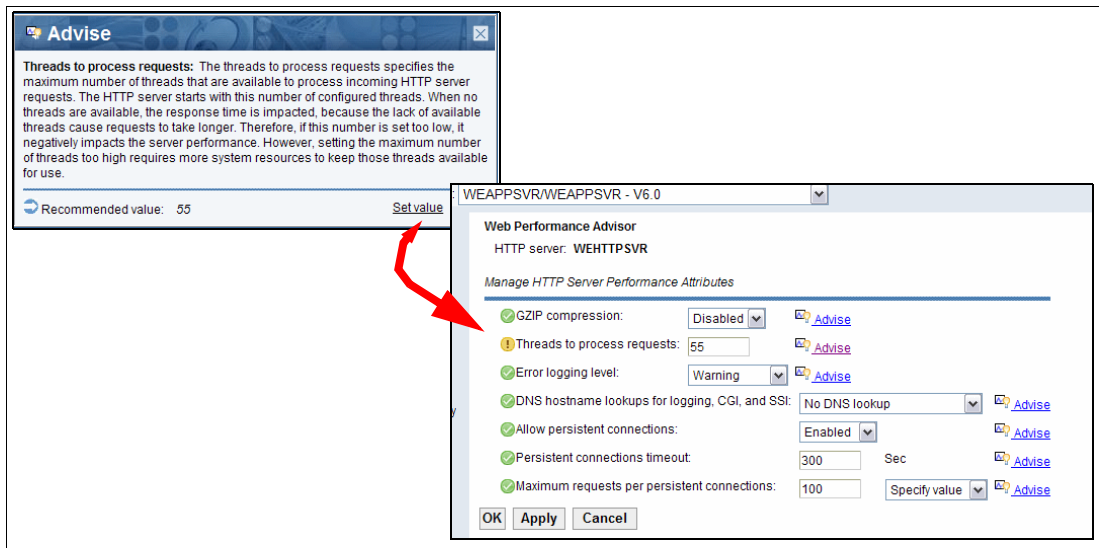 Advise
Threads to process requests: The threads to process requests specifies the
maximum number of threads that are available to process incoming HTTP server
requests. The HTTP server starts with this number of configured threads. When no
threads are available, the response time is impacted, because the lack of available
threads cause requests to take longer. Therefore, if this number is set too low, it
negatively impacts the server performance. However, setting the maximum number
of threads too high requires more system resources to keep those threads available
for use.
Recommended value: 55 Set value
WEAPPSVR/WEAPPSVR - V6.0
Web Performance Advisor
HTTP server: WEHTTPSVR
Manage HTTP Server Performance Attributes
GZIP compression: Disabled Advise
Threads to process requests: 55 Advise
Error logging level: Warning Advise
DNS hostname lookups for logging, CGI, and SSI: No DNS lookup Advise
y
Allow persistent connections: Enabled Advise
Persistent connections timeout: 300 Sec Advise
Maximum requests per persistent connections: 100 Specify value Advise
OK Apply Cancel